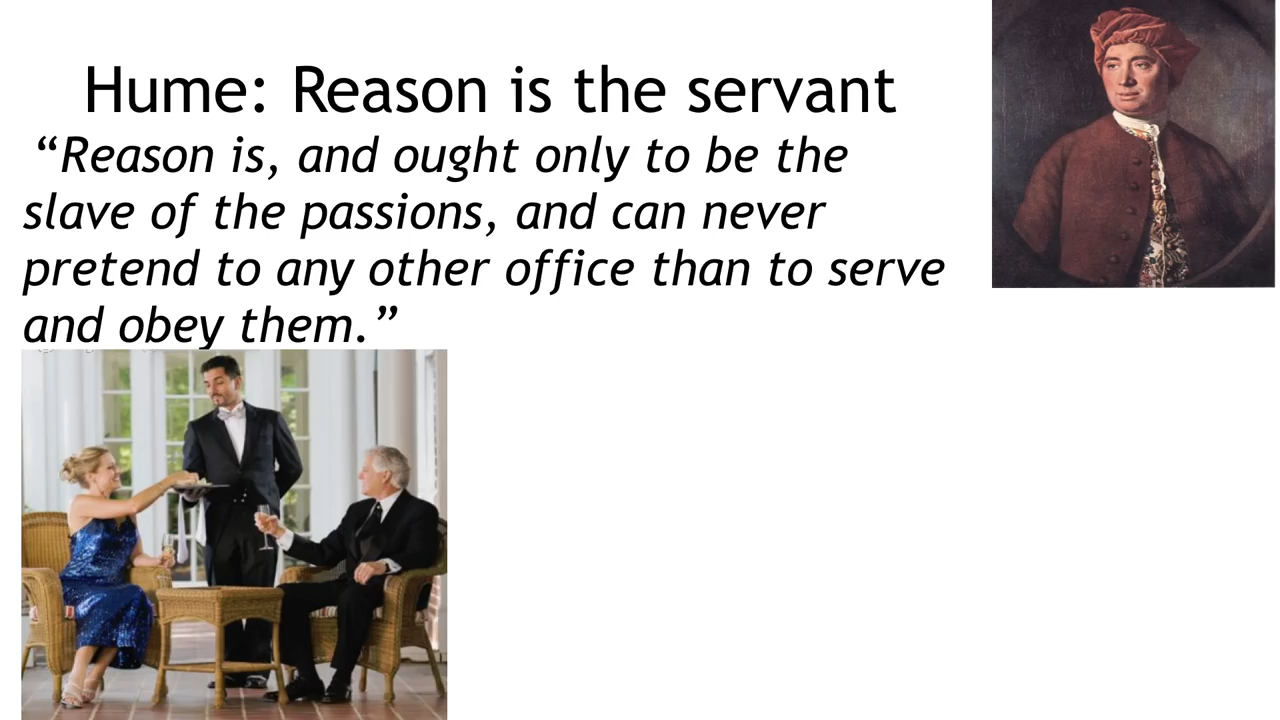 Hume: Reason is the servant
“Reason is, and ought only to be the
slave of the passions, and can never
pretend to any other office than to serve
and obey them.”